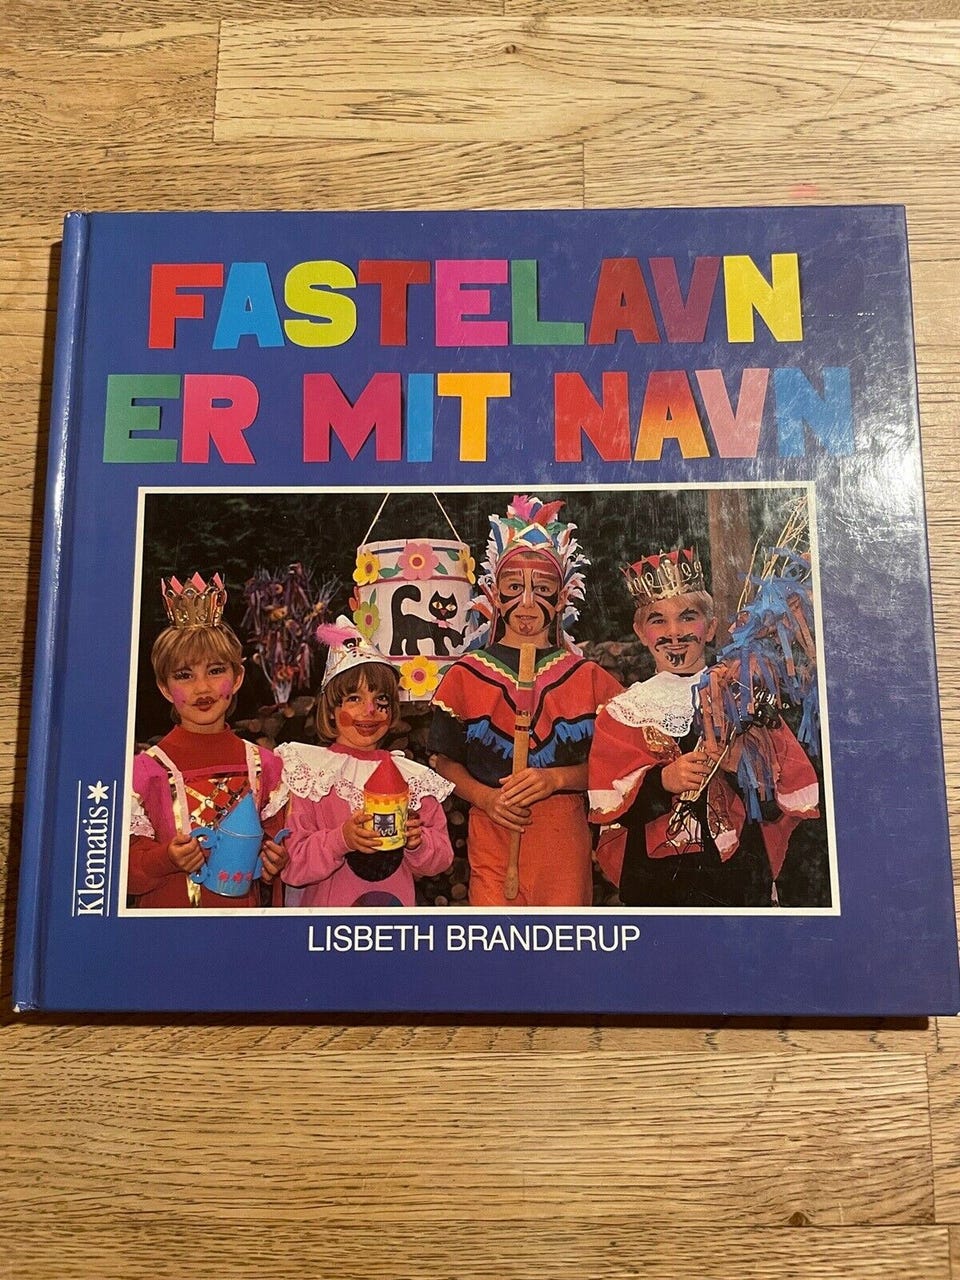 FASTELAVN
ER MIT NAVN
Klematis*
LISBETH BRANDERUP